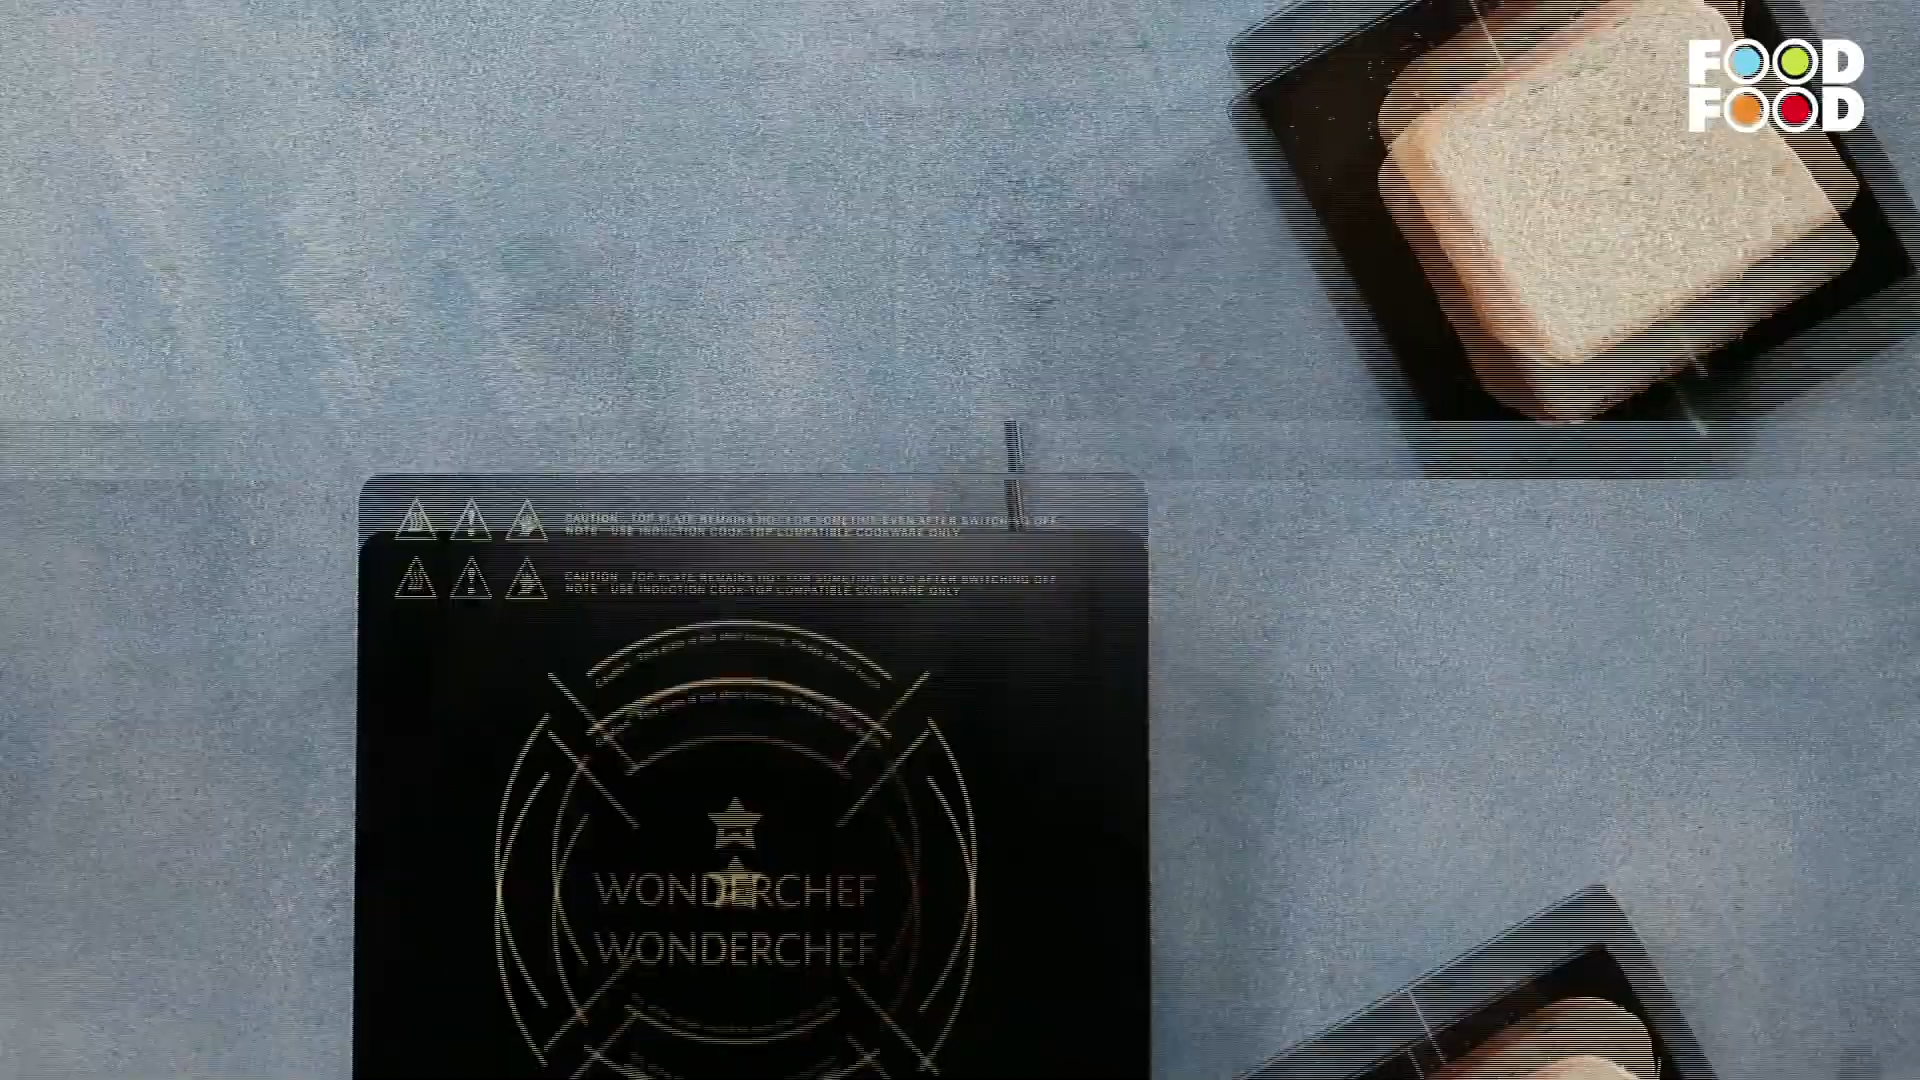 FOOD
FOOD
CAUTION TOP PLATE REMAINS HOT FOR SOMETIME EVEN AFTER SWITCHING OFF
NOTE USE INDUCTION COOK-TOP COMPATIBLE COOKWARE ONLY
CAUTION TOP PLATE REMAINS HOT FOR SOMETIME EVEN AFTER SWITCHING OFF
NOTE USE INDUCTION COOK-TOP COMPATIBLE COOKWARE ONLY
WONDERCHEF
WONDERCHEF